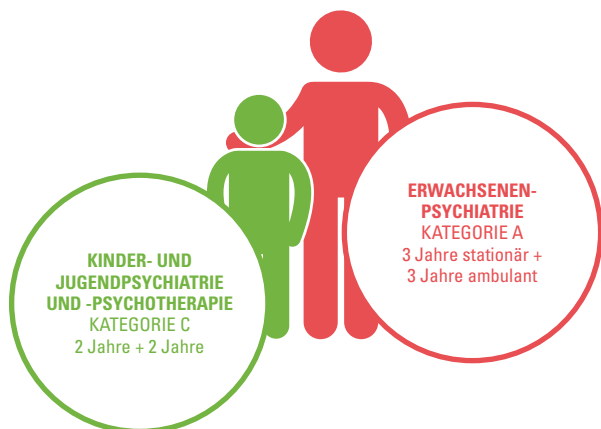 KINDER- UND
JUGENDPSYCHIATRIE
UND -PSYCHOTHERAPIE
KATEGORIE C
2 Jahre + 2 Jahre
ERWACHSENEN-
PSYCHIATRIE
KATEGORIE A
3 Jahre stationär +
3 Jahre ambulant